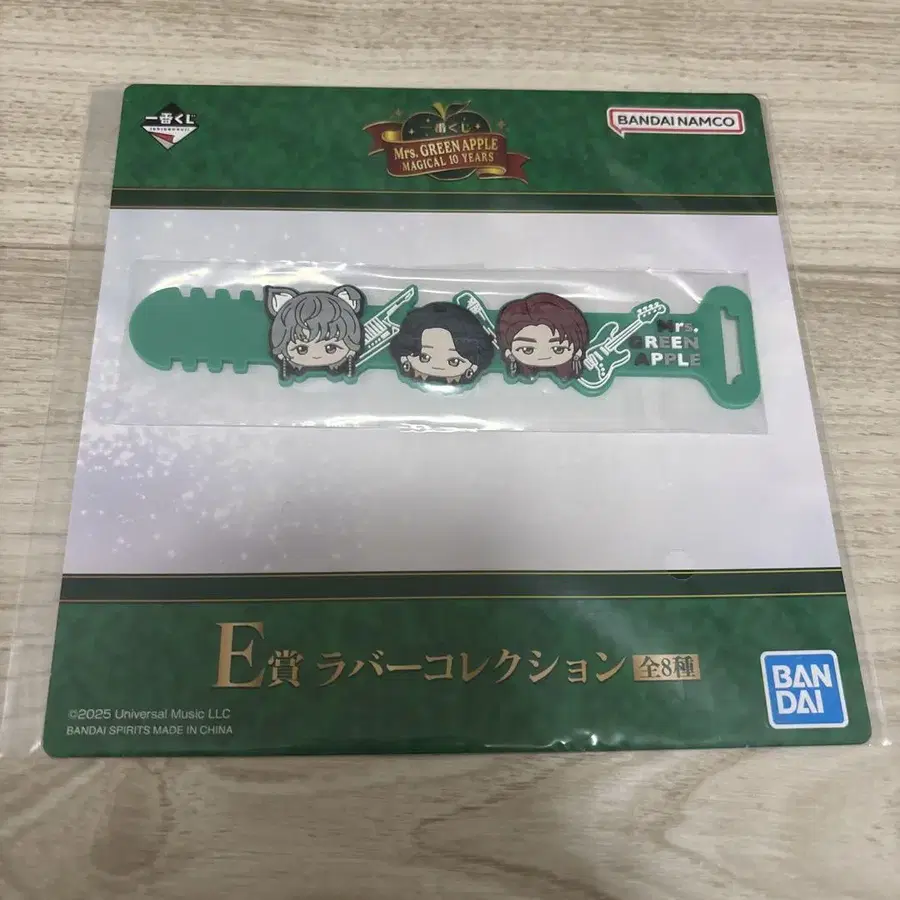 一番くじ
一番くじ
Mrs. GREEN APPLE
MAGICAL 10 YEARS
BANDAI NAMCO
Mrs.
GREEN
APPLE
E賞 ラバーコレクション 全8種
©2025 Universal Music LLC
BANDAI SPIRITS MADE IN CHINA
BAN
DAI